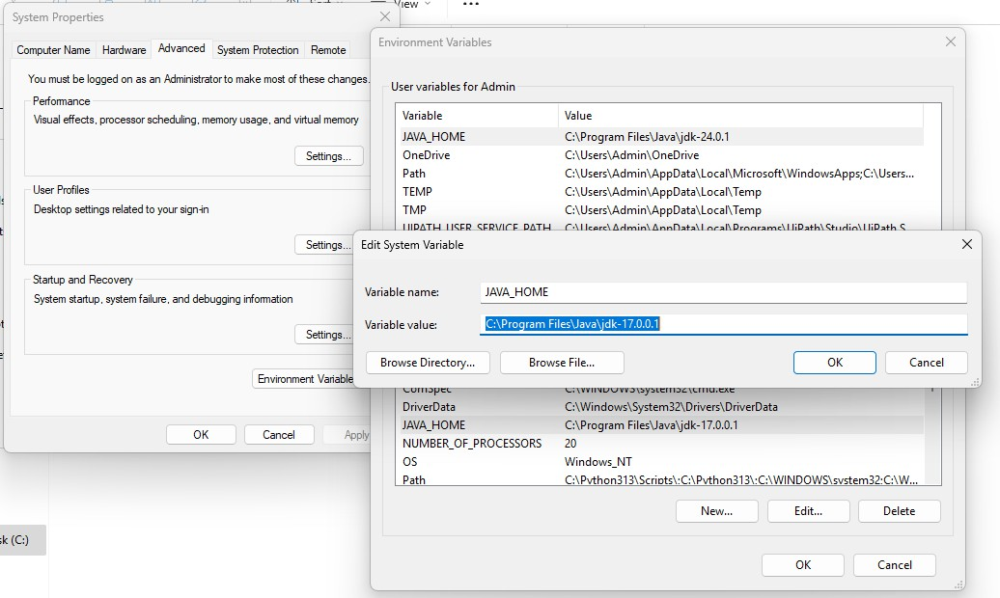 View
System Properties
Computer Name
Hardware
Advanced
System Protection
Remote
You must be logged on as an Administrator to make most of these changes.
Performance
Visual effects, processor scheduling, memory usage, and virtual memory
Settings...
User Profiles
Desktop settings related to your sign-in
Settings...
Startup and Recovery
System startup, system failure, and debugging information
Settings...
Environment Variable
OK
Cancel
Apply
sk (C:)
Environment Variables
User variables for Admin
Variable Value
JAVA_HOME C:\Program Files\Java\jdk-24.0.1
OneDrive C:\Users\Admin\OneDrive
Path C:\Users\Admin\AppData\Local\Microsoft\WindowsApps;C:\Users...
TEMP C:\Users\Admin\AppData\Local\Temp
TMP C:\Users\Admin\AppData\Local\Temp
UIPATH_USER_SERVICE_PATH C:\Users\Admin\AppData\Local\Programs\UiPath\Studio\UiPath.S...
Edit System Variable
Variable name: JAVA_HOME
Variable value: C:\Program Files\Java\jdk-17.0.0.1
Browse Directory...
Browse File...
OK
Cancel
ComSpec C:\WINDOWS\system32\cmd.exe
DriverData C:\Windows\System32\Drivers\DriverData
JAVA_HOME C:\Program Files\Java\jdk-17.0.0.1
NUMBER_OF_PROCESSORS 20
OS Windows_NT
Path C:\Python313\Scripts\;C:\Python313\;C:\WINDOWS\system32;C:\W...
New...
Edit...
Delete
OK
Cancel